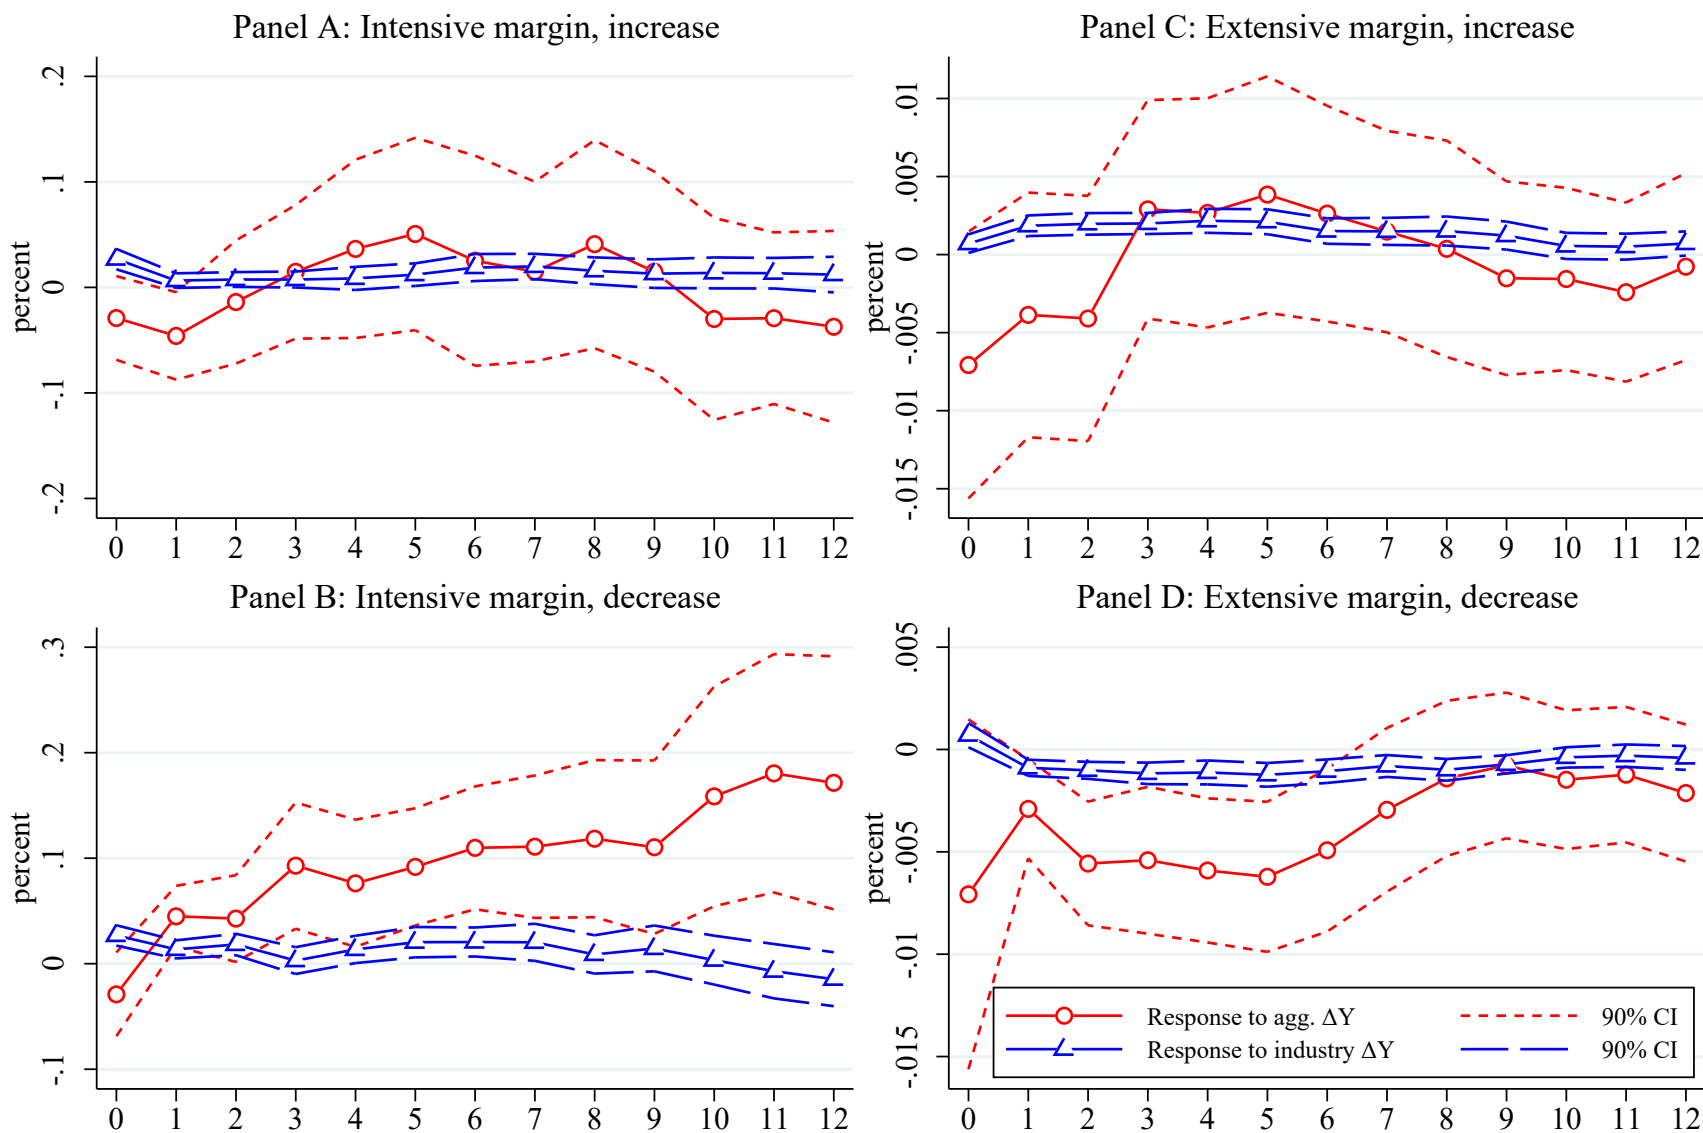 Panel A: Intensive margin, increase
percent
.2
.1
0
-.1
-.2
0 1 2 3 4 5 6 7 8 9 10 11 12
Panel C: Extensive margin, increase
percent
.01
.005
0
-.005
-.01
-.015
0 1 2 3 4 5 6 7 8 9 10 11 12
Panel B: Intensive margin, decrease
percent
.3
.2
.1
0
-.1
0 1 2 3 4 5 6 7 8 9 10 11 12
Panel D: Extensive margin, decrease
percent
.005
0
-.005
-.01
-.015
Response to agg. ΔY 90% CI
Response to industry ΔY 90% CI
0 1 2 3 4 5 6 7 8 9 10 11 12